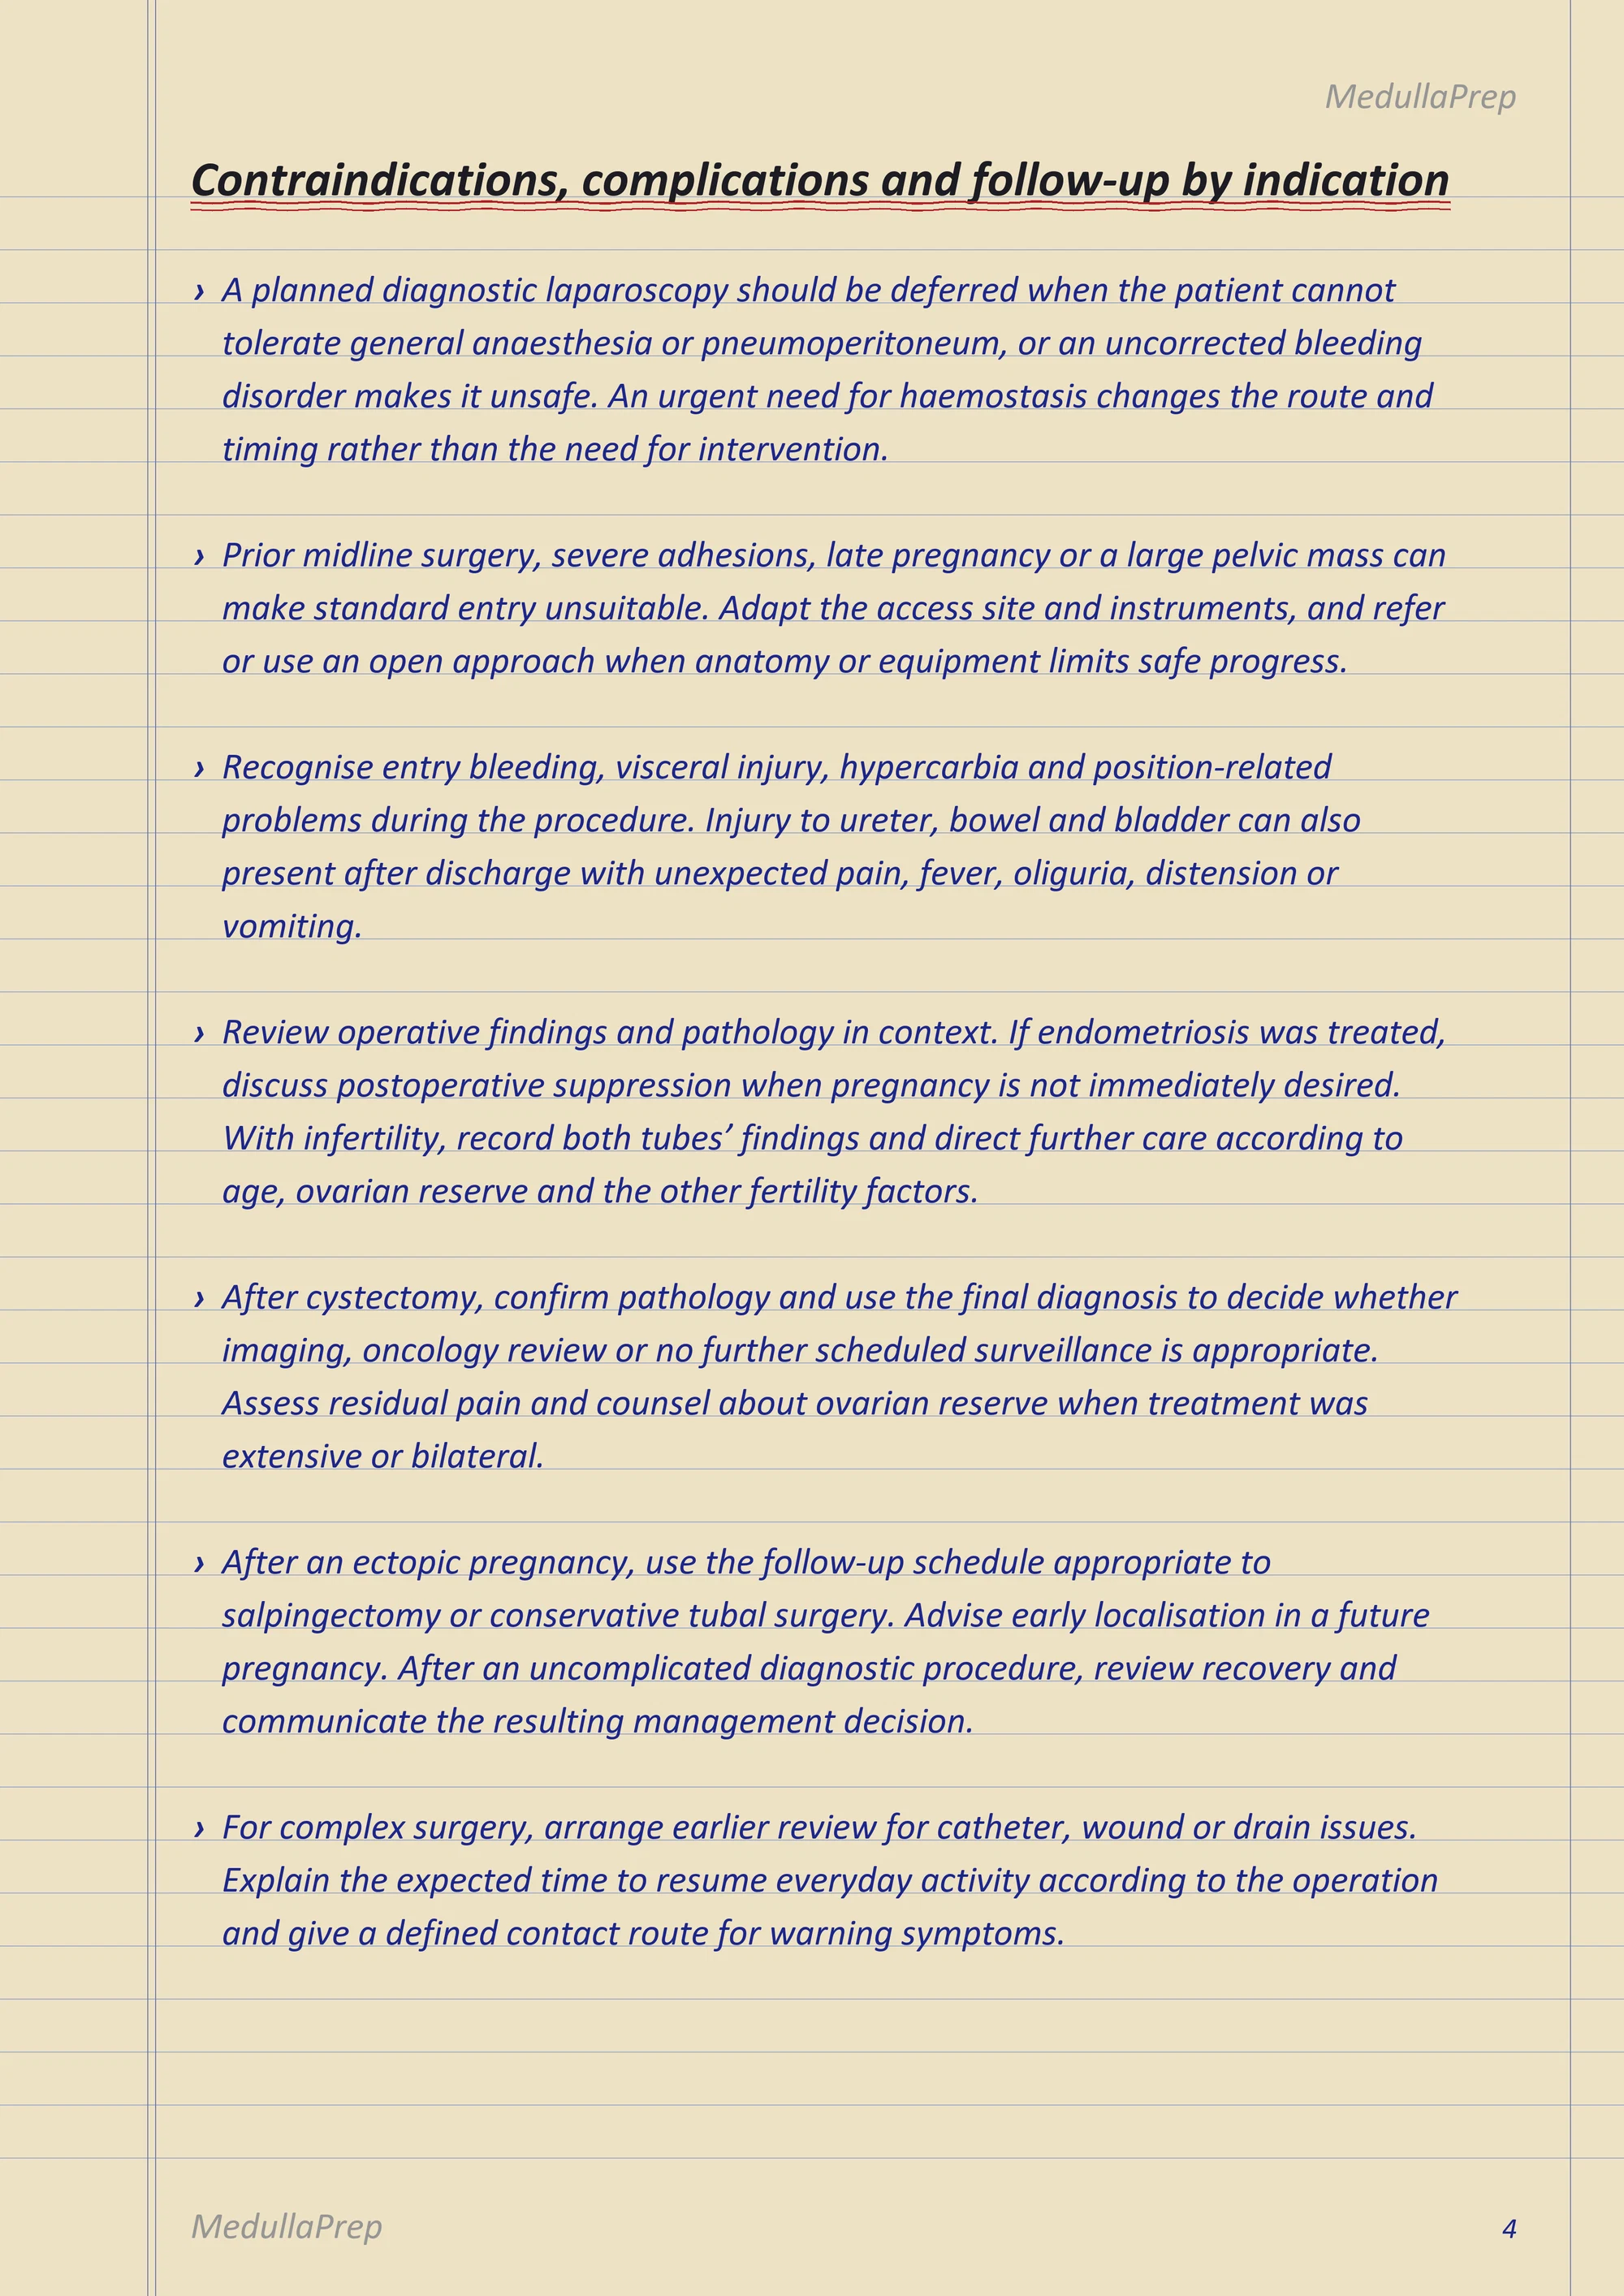 MedullaPrep
Contraindications, complications and follow-up by indication
› A planned diagnostic laparoscopy should be deferred when the patient cannot
tolerate general anaesthesia or pneumoperitoneum, or an uncorrected bleeding
disorder makes it unsafe. An urgent need for haemostasis changes the route and
timing rather than the need for intervention.
› Prior midline surgery, severe adhesions, late pregnancy or a large pelvic mass can
make standard entry unsuitable. Adapt the access site and instruments, and refer
or use an open approach when anatomy or equipment limits safe progress.
› Recognise entry bleeding, visceral injury, hypercarbia and position-related
problems during the procedure. Injury to ureter, bowel and bladder can also
present after discharge with unexpected pain, fever, oliguria, distension or
vomiting.
› Review operative findings and pathology in context. If endometriosis was treated,
discuss postoperative suppression when pregnancy is not immediately desired.
With infertility, record both tubes’ findings and direct further care according to
age, ovarian reserve and the other fertility factors.
› After cystectomy, confirm pathology and use the final diagnosis to decide whether
imaging, oncology review or no further scheduled surveillance is appropriate.
Assess residual pain and counsel about ovarian reserve when treatment was
extensive or bilateral.
› After an ectopic pregnancy, use the follow-up schedule appropriate to
salpingectomy or conservative tubal surgery. Advise early localisation in a future
pregnancy. After an uncomplicated diagnostic procedure, review recovery and
communicate the resulting management decision.
› For complex surgery, arrange earlier review for catheter, wound or drain issues.
Explain the expected time to resume everyday activity according to the operation
and give a defined contact route for warning symptoms.
MedullaPrep
4